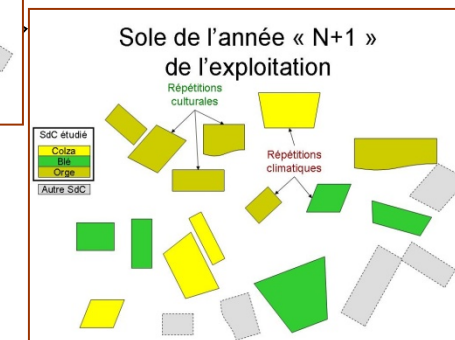 Sole de l’année « N+1 »
de l’exploitation
Répétitions
culturales
SdC étudié
Colza
Blé
Orge
Autre SdC
Répétitions
climatiques